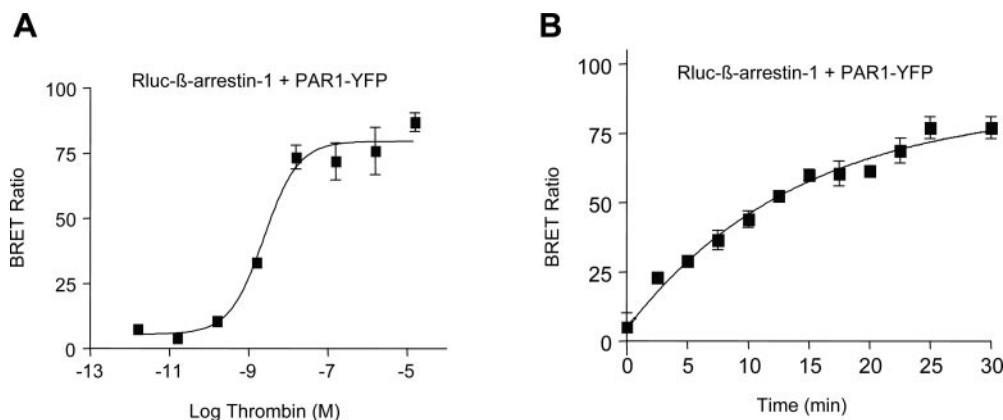 A
Rluc-ß-arrestin-1 + PAR1-YFP
100
75
50
25
0
BRET Ratio
-13
-11
-9
-7
-5
Log Thrombin (M)
B
Rluc-ß-arrestin-1 + PAR1-YFP
100
75
50
25
0
BRET Ratio
0
5
10
15
20
25
30
Time (min)